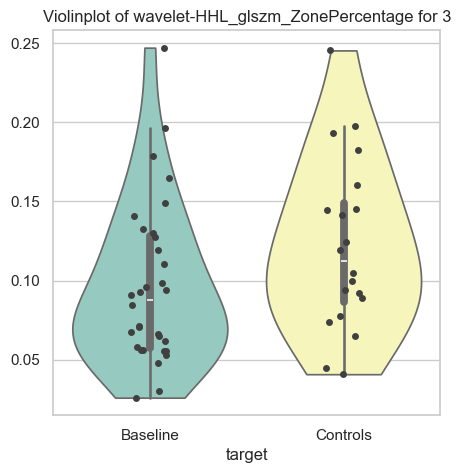 Violinplot of wavelet-HHL_glszm_ZonePercentage for 3
0.25
0.20
0.15
0.10
0.05
Baseline
Controls
target